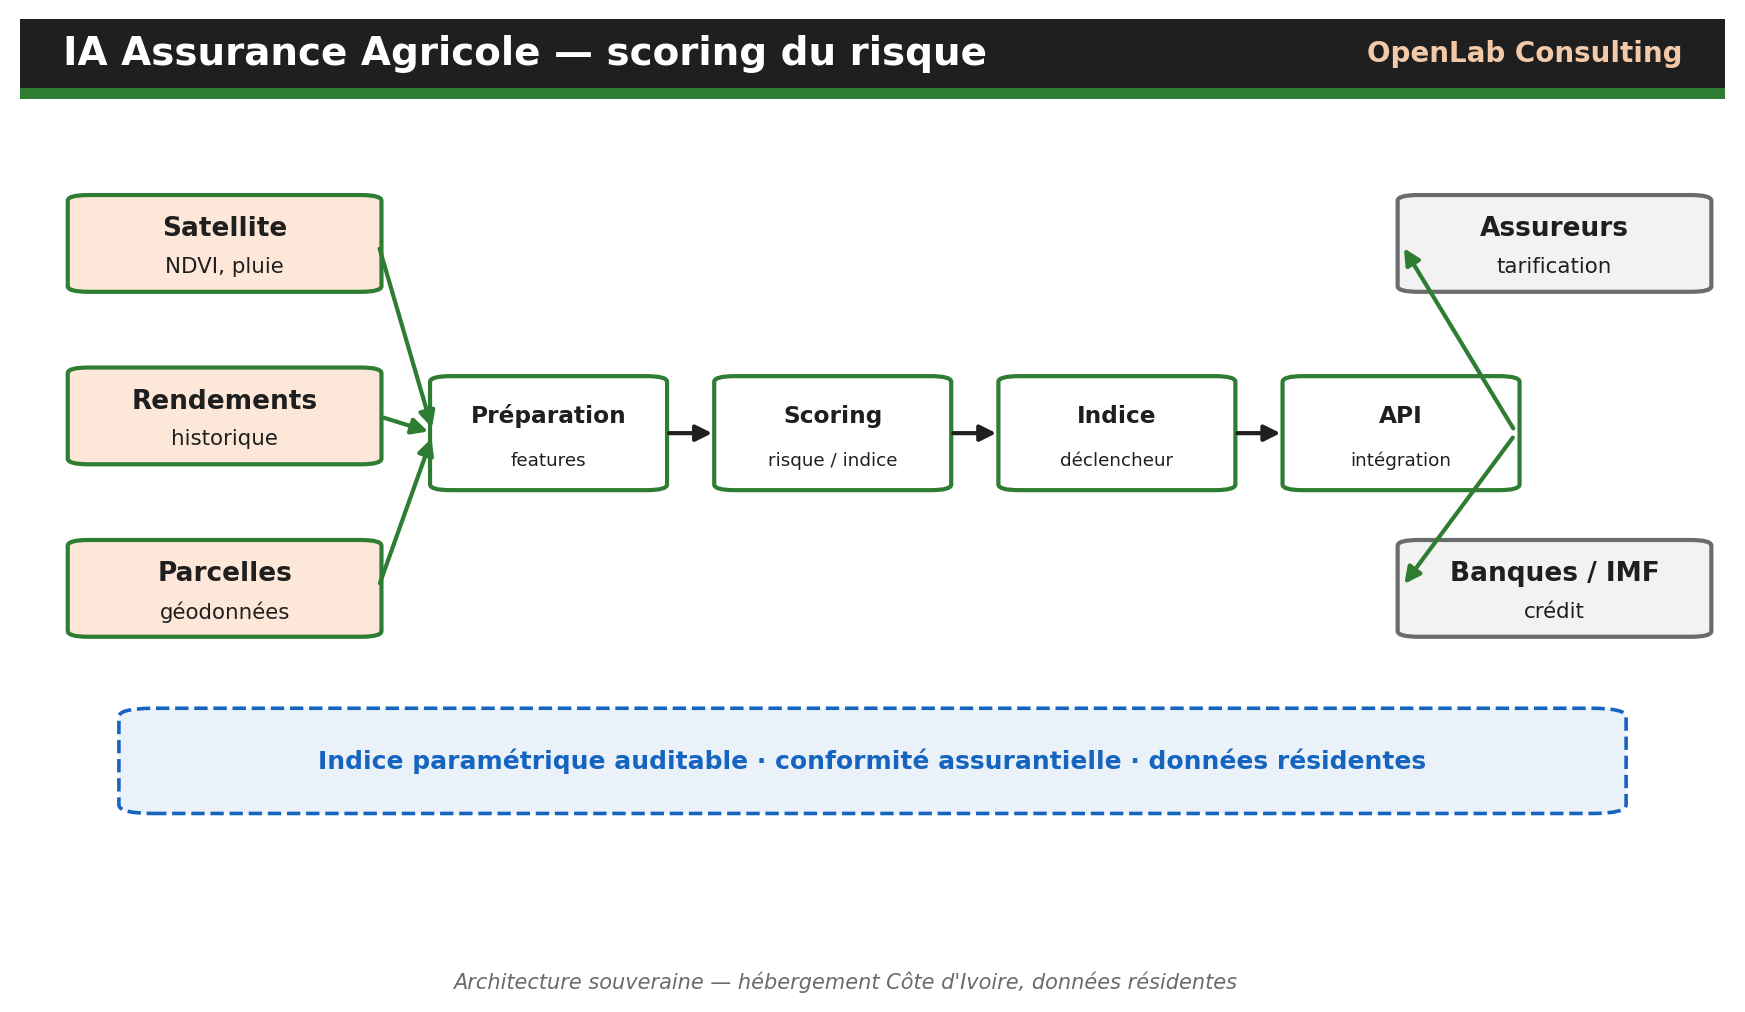 IA Assurance Agricole — scoring du risque
OpenLab Consulting
Satellite
NDVI, pluie
Rendements
historique
Parcelles
géodonnées
Préparation
features
Scoring
risque / indice
Indice
déclencheur
API
intégration
Assureurs
tarification
Banques / IMF
crédit
Indice paramétrique auditable · conformité assurantielle · données résidentes
Architecture souveraine — hébergement Côte d'Ivoire, données résidentes